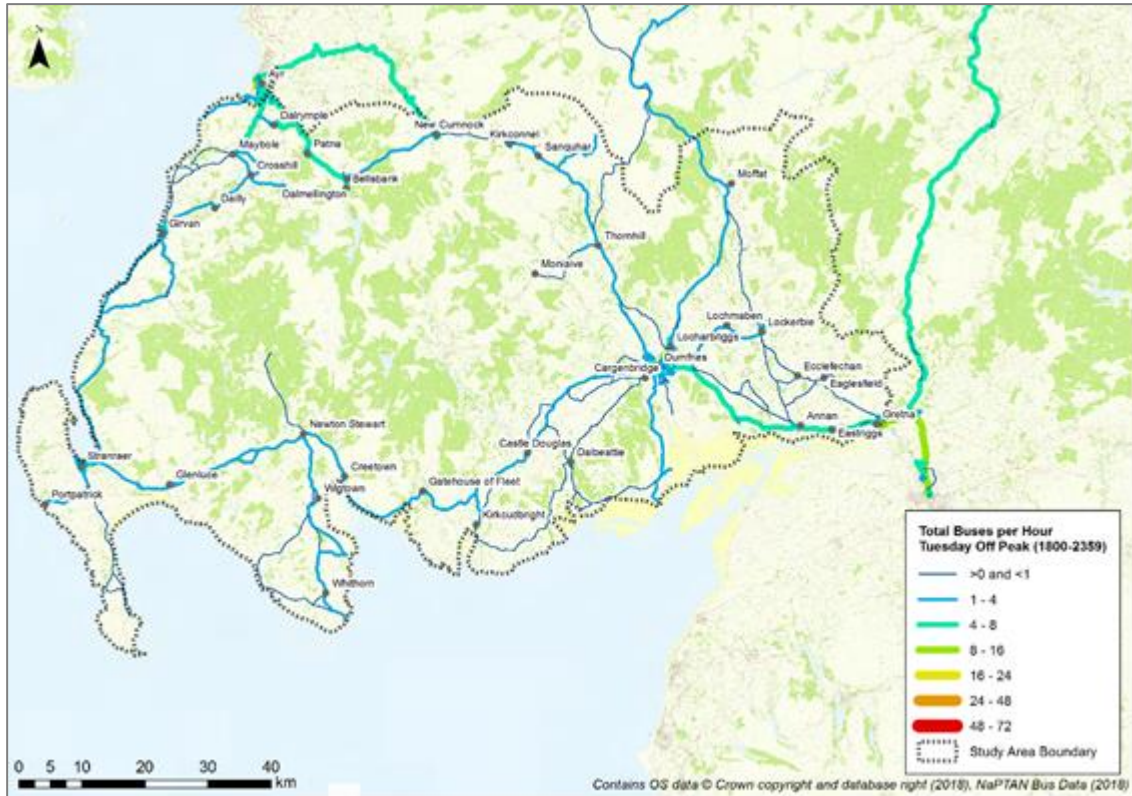 Ayr
Dalrymple
New Cumnock
Kirkconnel
Maybole
Patna
Sanquhar
Crosshill
Bellsbank
Moffat
Dailly
Dalmellington
Girvan
Thornhill
Moniaive
Lochmaben
Lockerbie
Locharbriggs
Dumfries
Cargenbridge
Ecclefechan
Eaglesfield
Gretna
Annan
Eastriggs
Newton Stewart
Castle Douglas
Dalbeattie
Stranraer
Creetown
Glenluce
Gatehouse of Fleet
Wigtown
Portpatrick
Kirkcudbright
Whithorn
Total Buses per Hour
Tuesday Off Peak (1800-2359)
>0 and <1
1 - 4
4 - 8
8 - 16
16 - 24
24 - 48
48 - 72
Study Area Boundary
0 5 10 20 30 40
km
Contains OS data © Crown copyright and database right (2018), NaPTAN Bus Data (2018)